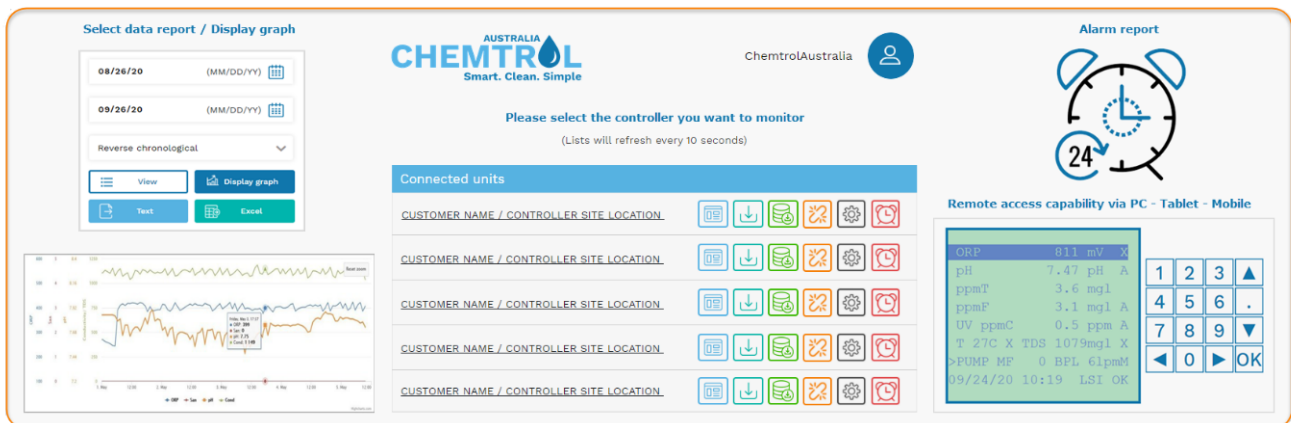 Select data report / Display graph
08/26/20 (MM/DD/YY)
09/26/20 (MM/DD/YY)
Reverse chronological
View
Display graph
Text
Excel
Reset zoom
ORP
Cond
AUSTRALIA
CHEMTROL
Smart. Clean. Simple
ChemtrolAustralia
Please select the controller you want to monitor
(Lists will refresh every 10 seconds)
Connected units
CUSTOMER NAME / CONTROLLER SITE LOCATION
CUSTOMER NAME / CONTROLLER SITE LOCATION
CUSTOMER NAME / CONTROLLER SITE LOCATION
CUSTOMER NAME / CONTROLLER SITE LOCATION
CUSTOMER NAME / CONTROLLER SITE LOCATION
Alarm report
24
Remote access capability via PC - Tablet - Mobile
ORP 811 mV X
pH 7.47 pH A
ppmT 3.6 mgl
ppmF 3.1 mgl A
UV ppmC 0.5 ppm A
T 27C X TDS 1079mgl X
>PUMP MF 0 BPL 61pmM
09/24/20 10:19 LSI OK
1 2 3
4 5 6 .
7 8 9
0 OK